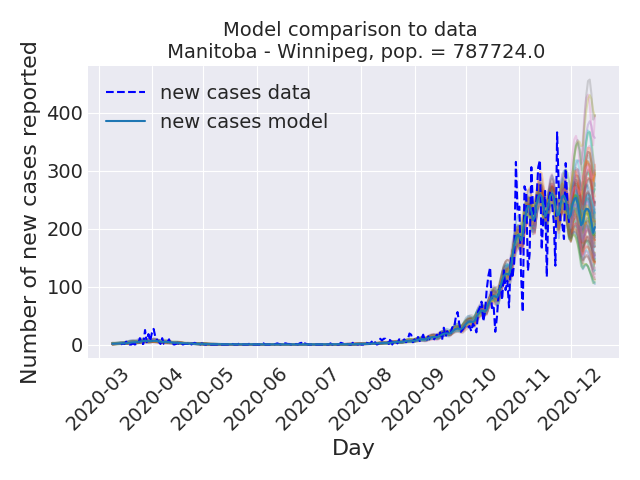 Model comparison to data
Manitoba - Winnipeg, pop. = 787724.0
Number of new cases reported
400
300
200
100
0
new cases data
new cases model
2020-03
2020-04
2020-05
2020-06
2020-07
2020-08
2020-09
2020-10
2020-11
2020-12
Day